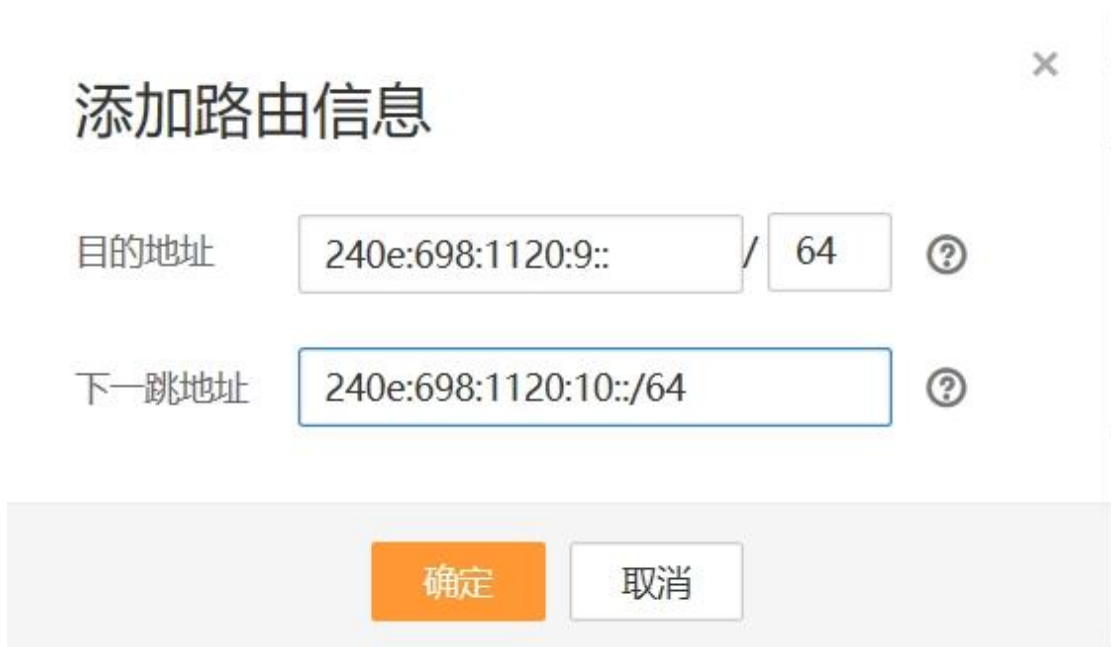 ×
添加路由信息
目的地址 240e:698:1120:9:: / 64 ?
下一跳地址 240e:698:1120:10::/64 ?
确定 取消